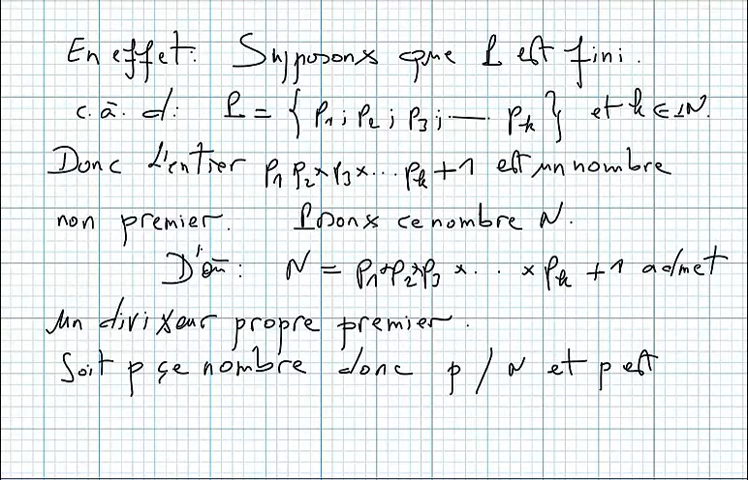 En effet: Supposons que P est fini.
c.à.d: P = { P1 ; P2 ; P3 ; ---- Pk } et k ∈ IN.
Donc L'entier P1 P2 × P3 × ... Pk + 1 est un nombre
non premier. Posons ce nombre N.
D'où: N = P1 × P2 × P3 × ... × Pk + 1 admet
un diviseur propre premier.
Soit p ce nombre donc p / N et p est